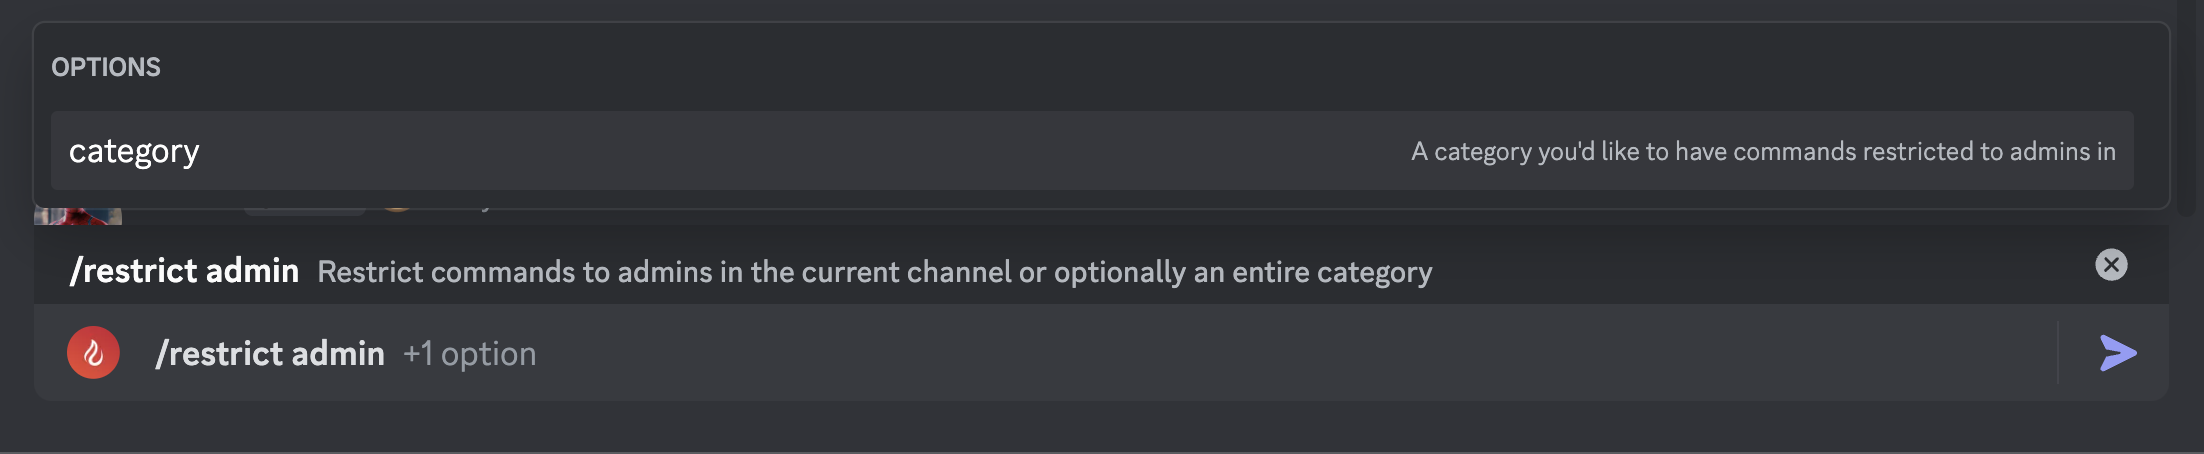 OPTIONS
category A category you'd like to have commands restricted to admins in
/restrict admin Restrict commands to admins in the current channel or optionally an entire category
/restrict admin +1 option